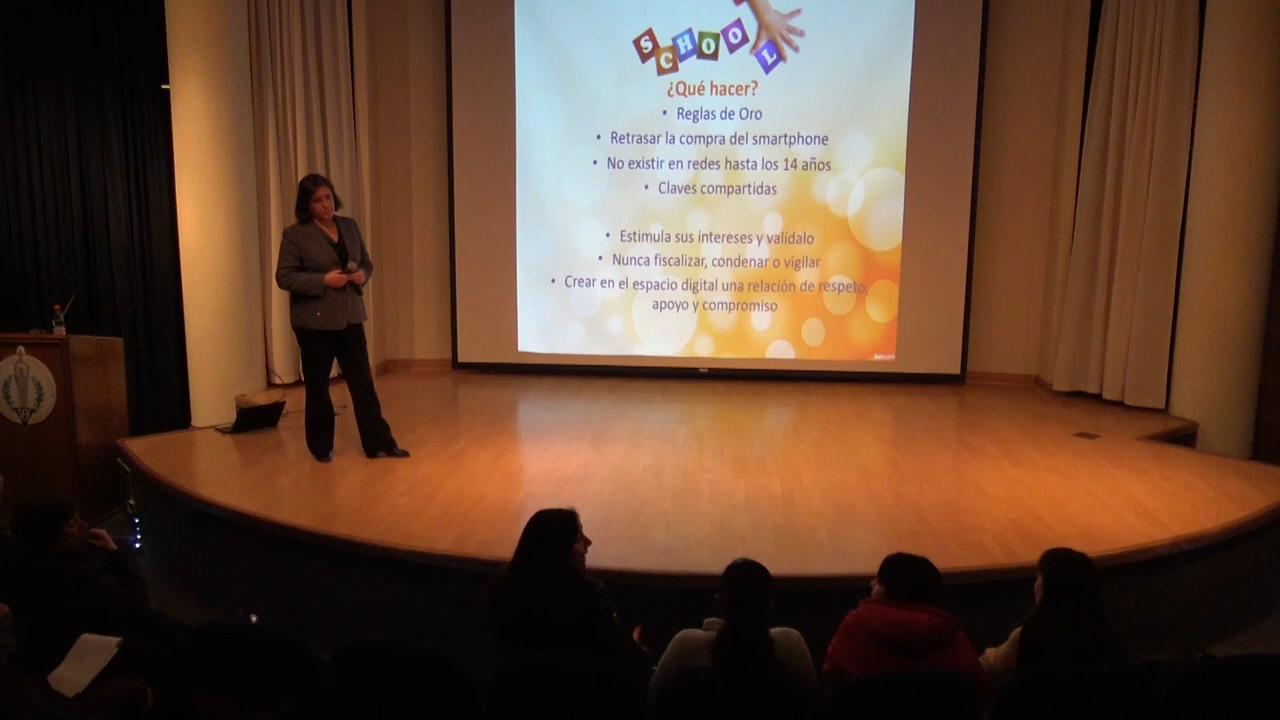 SCHOOL
¿Qué hacer?
• Reglas de Oro
• Retrasar la compra del smartphone
• No existir en redes hasta los 14 años
• Claves compartidas
• Estimula sus intereses y valídalo
• Nunca fiscalizar, condenar o vigilar
• Crear en el espacio digital una relación de respeto,
apoyo y compromiso